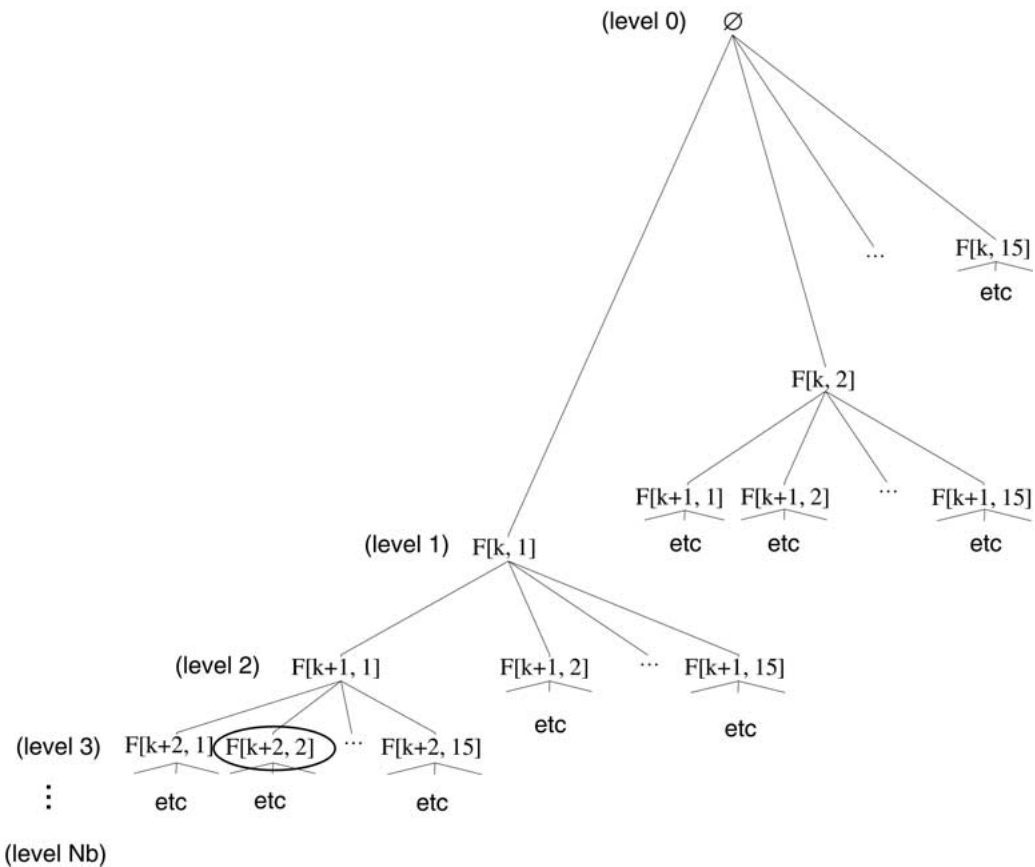 (level 0) ∅
... F[k, 15]
etc
F[k, 2]
F[k+1, 1] F[k+1, 2] ... F[k+1, 15]
etc etc etc
(level 1) F[k, 1]
(level 2) F[k+1, 1] F[k+1, 2] ... F[k+1, 15]
etc etc
(level 3) F[k+2, 1] F[k+2, 2] ... F[k+2, 15]
⋮ etc etc etc
(level Nb)